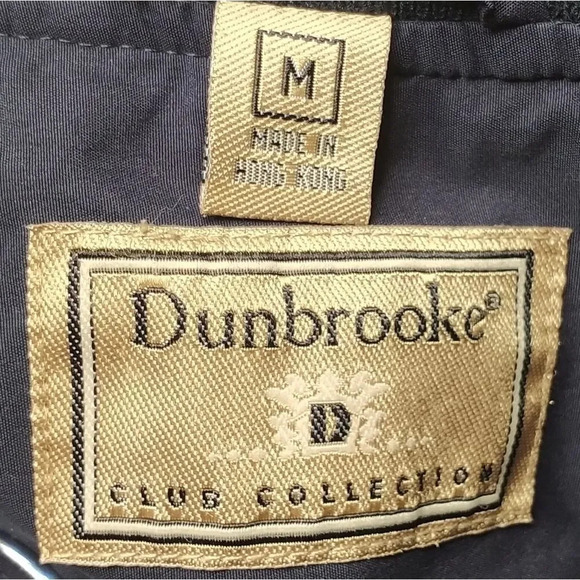 M
MADE IN
HONG KONG
Dunbrooke®
D
CLUB COLLECTION